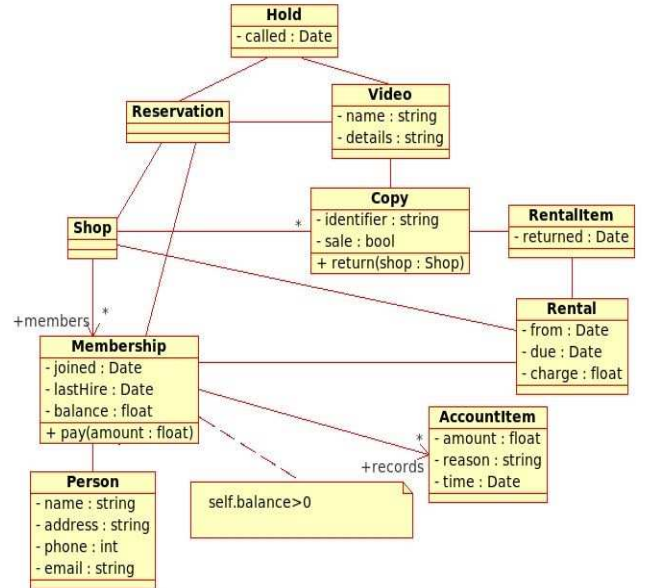 Hold
- called : Date
Reservation
Video
- name : string
- details : string
Shop
*
Copy
- identifier : string
- sale : bool
+ return(shop : Shop)
RentalItem
- returned : Date
+members
*
Rental
- from : Date
- due : Date
- charge : float
Membership
- joined : Date
- lastHire : Date
- balance : float
+ pay(amount : float)
*
+records
AccountItem
- amount : float
- reason : string
- time : Date
Person
- name : string
- address : string
- phone : int
- email : string
self.balance>0